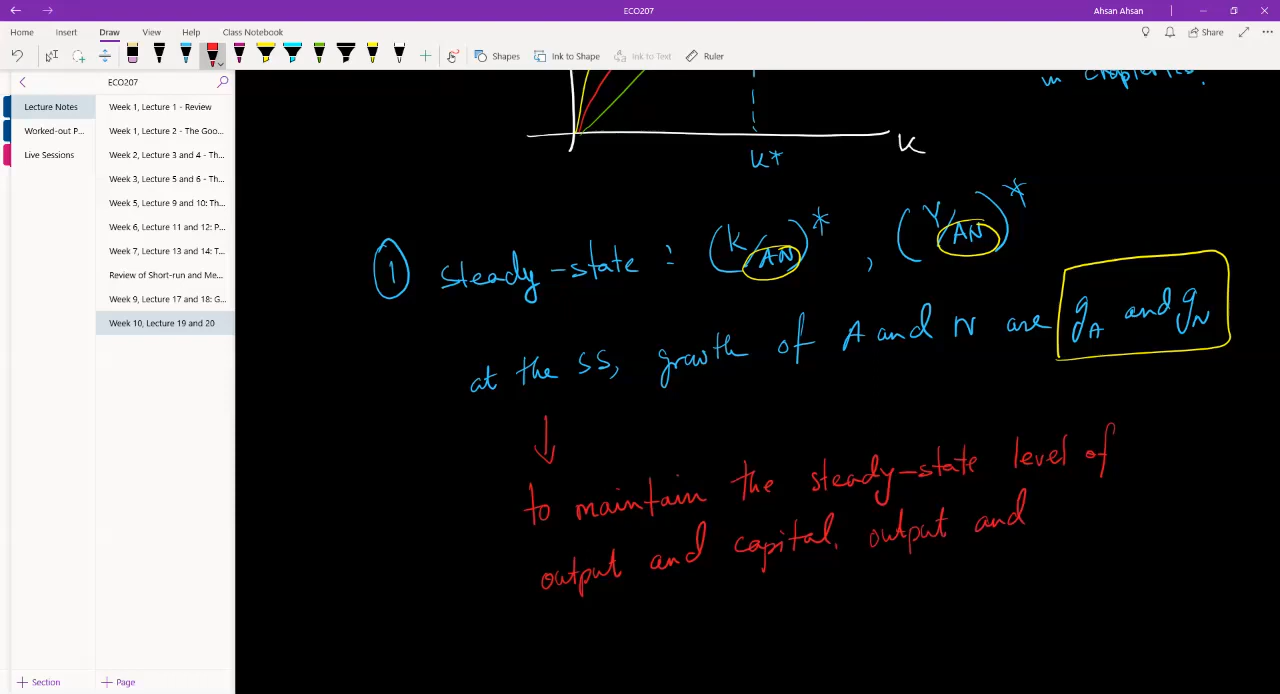 ECO207
Ahsan Ahsan
Home Insert Draw View Help Class Notebook
Share
Shapes Ink to Shape Ink to Text Ruler
ECO207
Lecture Notes
Worked-out P...
Live Sessions
Week 1, Lecture 1 - Review
Week 1, Lecture 2 - The Goo...
Week 2, Lecture 3 and 4 - Th...
Week 3, Lecture 5 and 6 - Th...
Week 5, Lecture 9 and 10: Th...
Week 6, Lecture 11 and 12: P...
Week 7, Lecture 13 and 14: T...
Review of Short-run and Me...
Week 9, Lecture 17 and 18: G...
Week 10, Lecture 19 and 20
Section
Page
in
K
K*
① steady-state : (K/AN)* , (Y/AN)*
at the SS, growth of A and N are g_A and g_N
↓
to maintain the steady-state level of
output and capital, output and